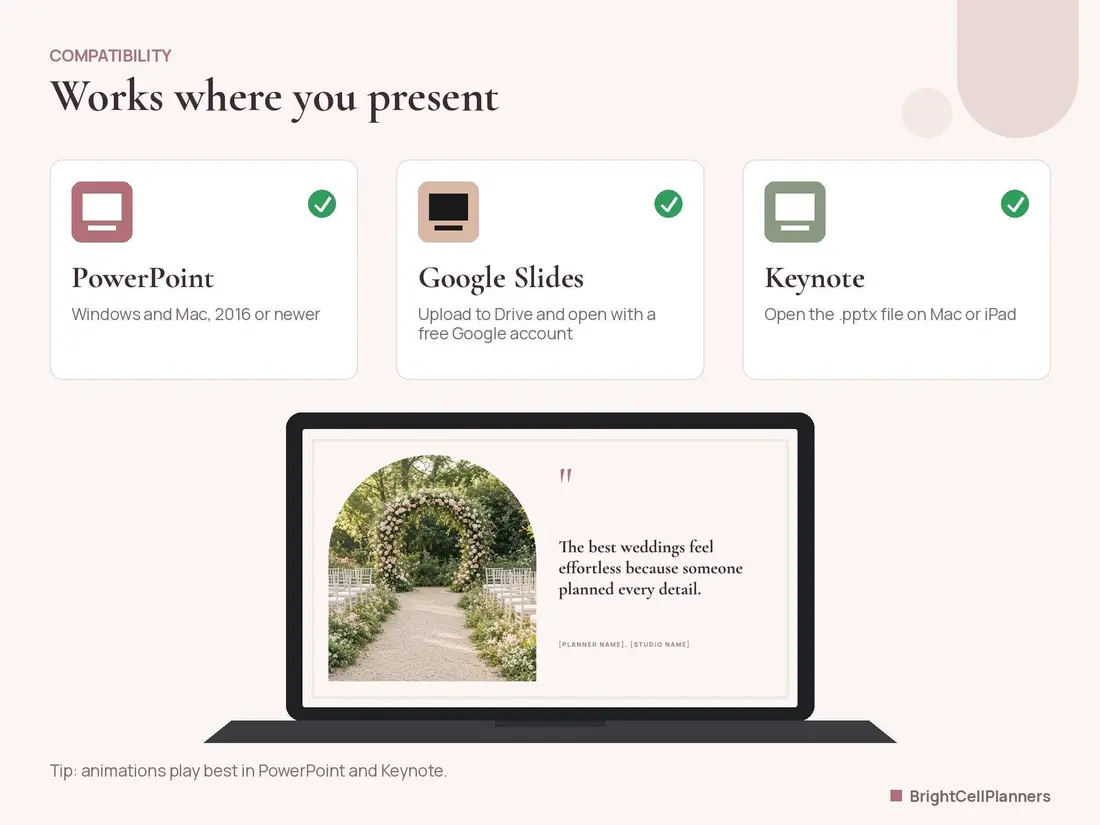 COMPATIBILITY
Works where you present
PowerPoint
Windows and Mac, 2016 or newer
Google Slides
Upload to Drive and open with a
free Google account
Keynote
Open the .pptx file on Mac or iPad
"
The best weddings feel
effortless because someone
planned every detail.
[PLANNER NAME], [STUDIO NAME]
Tip: animations play best in PowerPoint and Keynote.
BrightCellPlanners